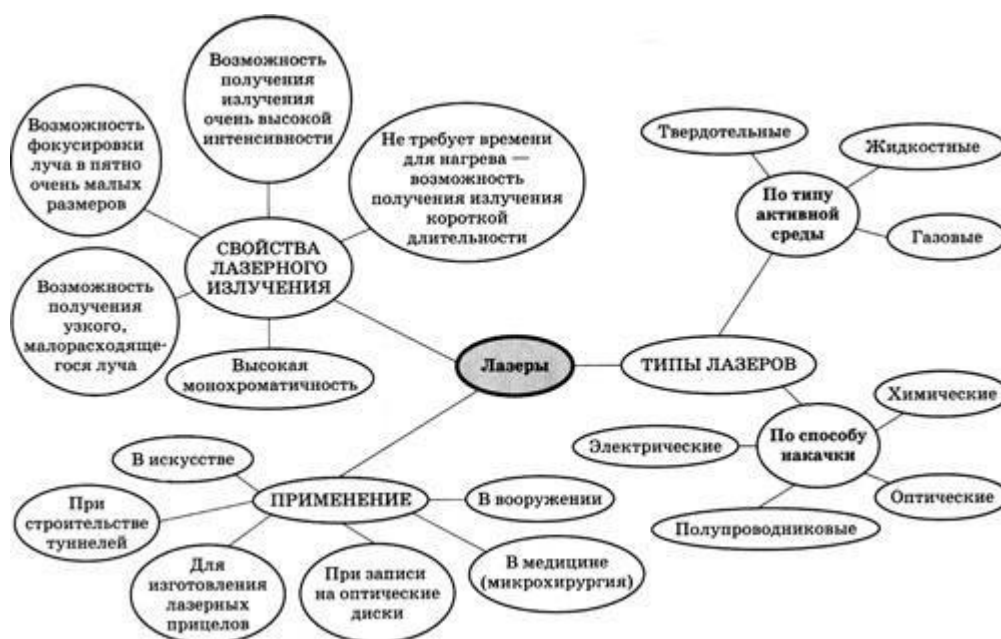 Возможность
получения
излучения
очень высокой
интенсивности
Возможность
фокусировки
луча в пятно
очень малых
размеров
Не требует времени
для нагрева —
возможность
получения излучения
короткой
длительности
СВОЙСТВА
ЛАЗЕРНОГО
ИЗЛУЧЕНИЯ
Возможность
получения
узкого,
малорасходяще-
гося луча
Высокая
монохроматичность
Лазеры
ТИПЫ ЛАЗЕРОВ
По типу
активной
среды
Твердотельные
Жидкостные
Газовые
По способу
накачки
Химические
Электрические
Оптические
Полупроводниковые
ПРИМЕНЕНИЕ
В искусстве
При
строительстве
туннелей
Для
изготовления
лазерных
прицелов
При записи
на оптические
диски
В медицине
(микрохирургия)
В вооружении